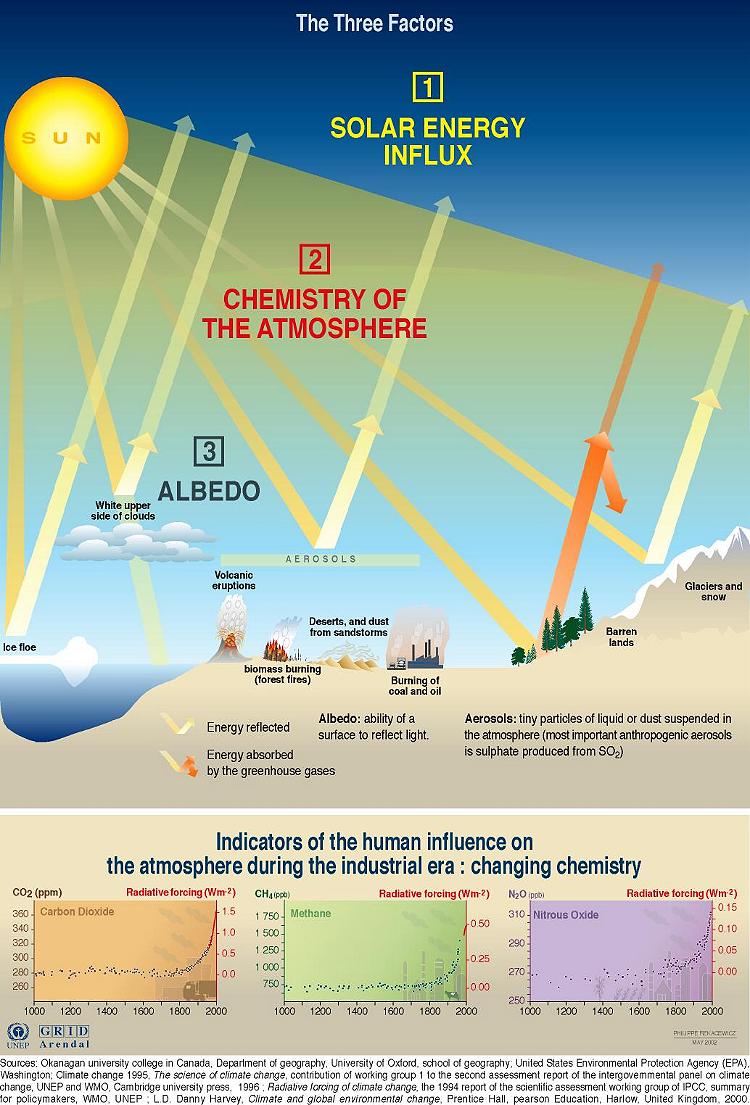 The Three Factors
SUN
1
SOLAR ENERGY
INFLUX
2
CHEMISTRY OF
THE ATMOSPHERE
3
ALBEDO
White upper
side of clouds
AEROSOLS
Volcanic
eruptions
Glaciers and
snow
Deserts, and dust
from sandstorms
Barren
lands
Ice floe
biomass burning
(forest fires)
Burning of
coal and oil
Energy reflected
Energy absorbed
by the greenhouse gases
Albedo: ability of a
surface to reflect light.
Aerosols: tiny particles of liquid or dust suspended in
the atmosphere (most important anthropogenic aerosols
is sulphate produced from SO2)
Indicators of the human influence on
the atmosphere during the industrial era : changing chemistry
CO2 (ppm)
Radiative forcing (Wm-2)
Carbon Dioxide
360
340
320
300
280
260
1.5
1.0
0.5
0.0
1000 1200 1400 1600 1800 2000
CH4 (ppb)
Radiative forcing (Wm-2)
Methane
1 750
1 500
1 250
1 000
750
0.50
0.25
0.00
1000 1200 1400 1600 1800 2000
N2O (ppb)
Radiative forcing (Wm-2)
Nitrous Oxide
310
290
270
250
0.15
0.10
0.05
0.00
1000 1200 1400 1600 1800 2000
UNEP
GRID
Arendal
PHILIPPE REKACEWICZ
MAY 2002
Sources: Okanagan university college in Canada, Department of geography, University of Oxford, school of geography; United States Environmental Protection Agency (EPA),
Washington; Climate change 1995, The science of climate change, contribution of working group 1 to the second assessment report of the intergovernmental panel on climate
change, UNEP and WMO, Cambridge university press, 1996 ; Radiative forcing of climate change, the 1994 report of the scientific assessment working group of IPCC, summary
for policymakers, WMO, UNEP ; L.D. Danny Harvey, Climate and global environmental change, Prentice Hall, pearson Education, Harlow, United Kingdom, 2000.